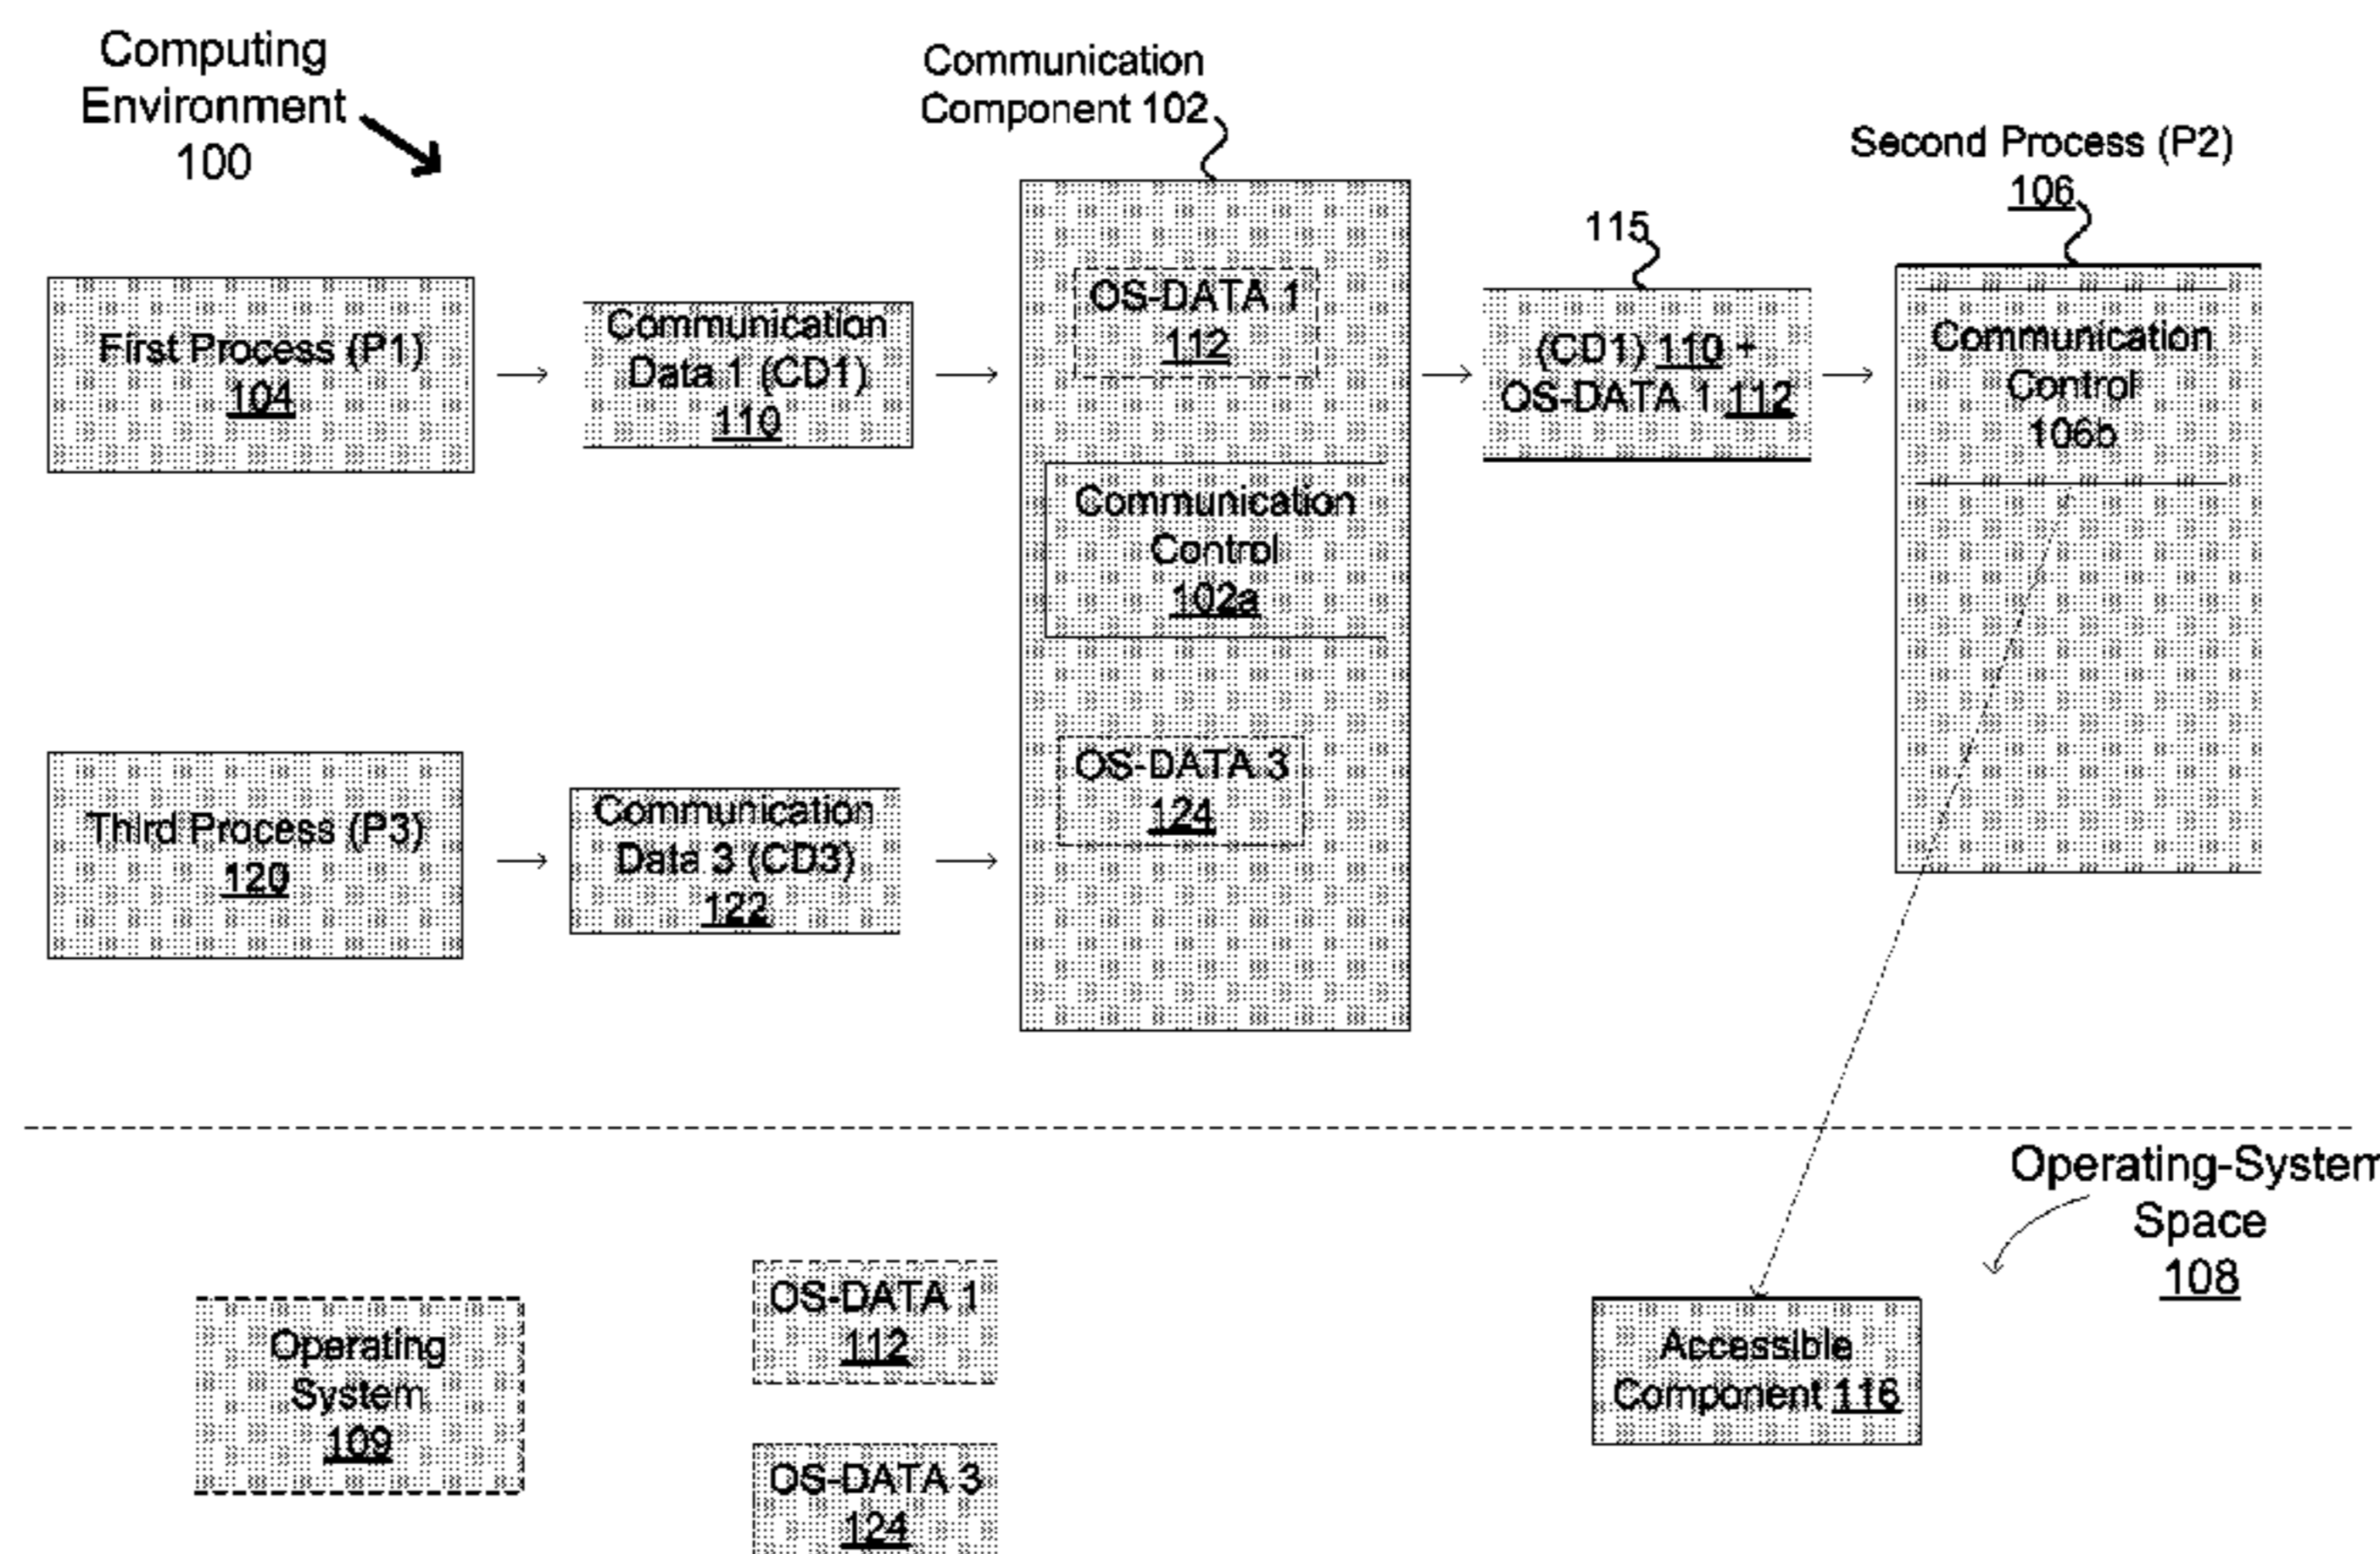 Computing
Environment
100
Communication
Component 102
Second Process (P2)
106
115
First Process (P1)
104
Communication
Data 1 (CD1)
110
OS-DATA 1
112
(CD1) 110 +
OS-DATA 1 112
Communication
Control
106b
Communication
Control
102a
Third Process (P3)
120
Communication
Data 3 (CD3)
122
OS-DATA 3
124
Operating-System
Space
108
Operating
System
109
OS-DATA 1
112
OS-DATA 3
124
Accessible
Component 116